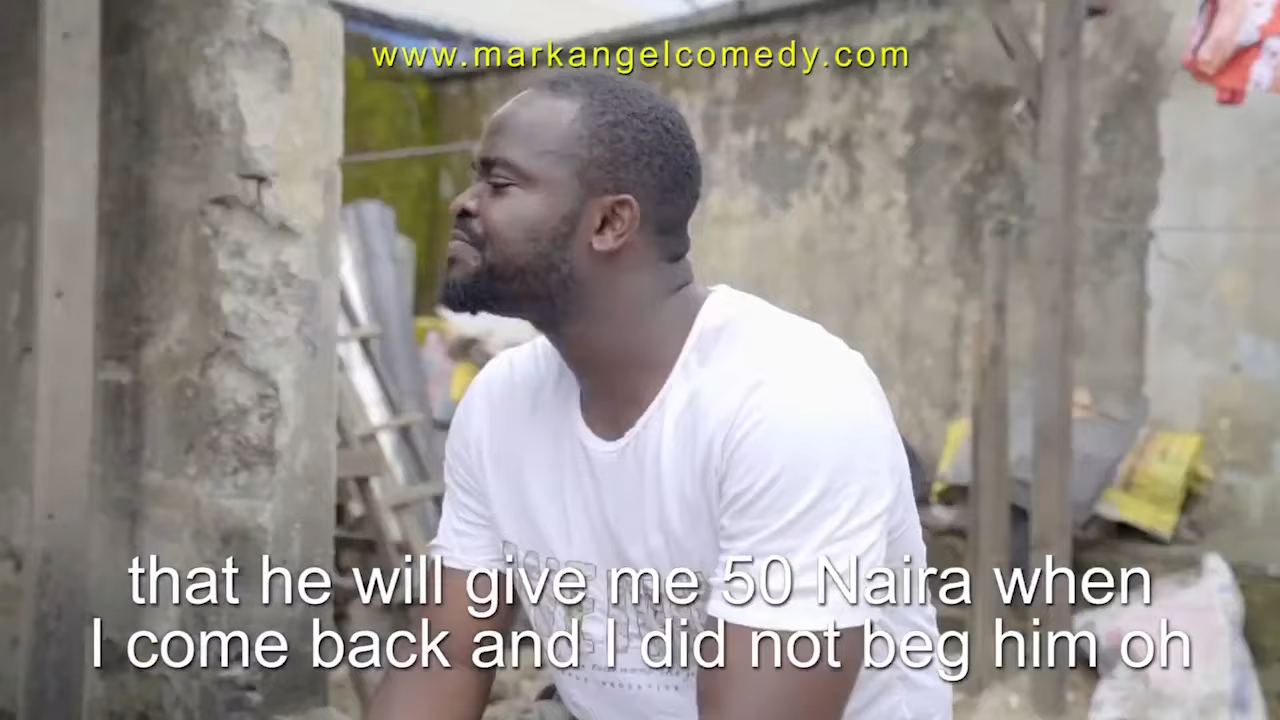 www.markangelcomedy.com
that he will give me 50 Naira when
I come back and I did not beg him oh